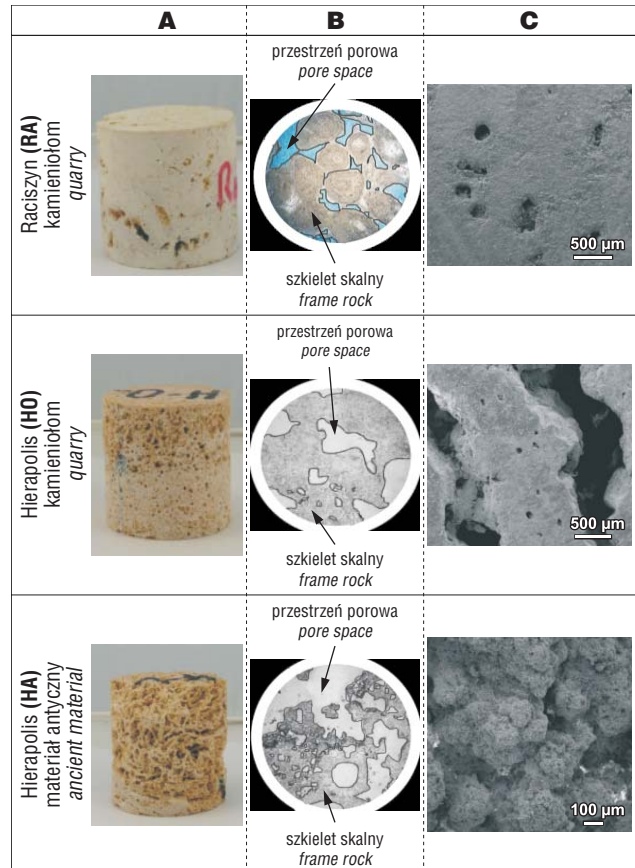 A
B
C
Raciszyn (RA)
kamieniołom
quarry
przestrzeń porowa
pore space
szkielet skalny
frame rock
500 µm
Hierapolis (HO)
kamieniołom
quarry
H-O
przestrzeń porowa
pore space
szkielet skalny
frame rock
500 µm
Hierapolis (HA)
materiał antyczny
ancient material
przestrzeń porowa
pore space
szkielet skalny
frame rock
100 µm